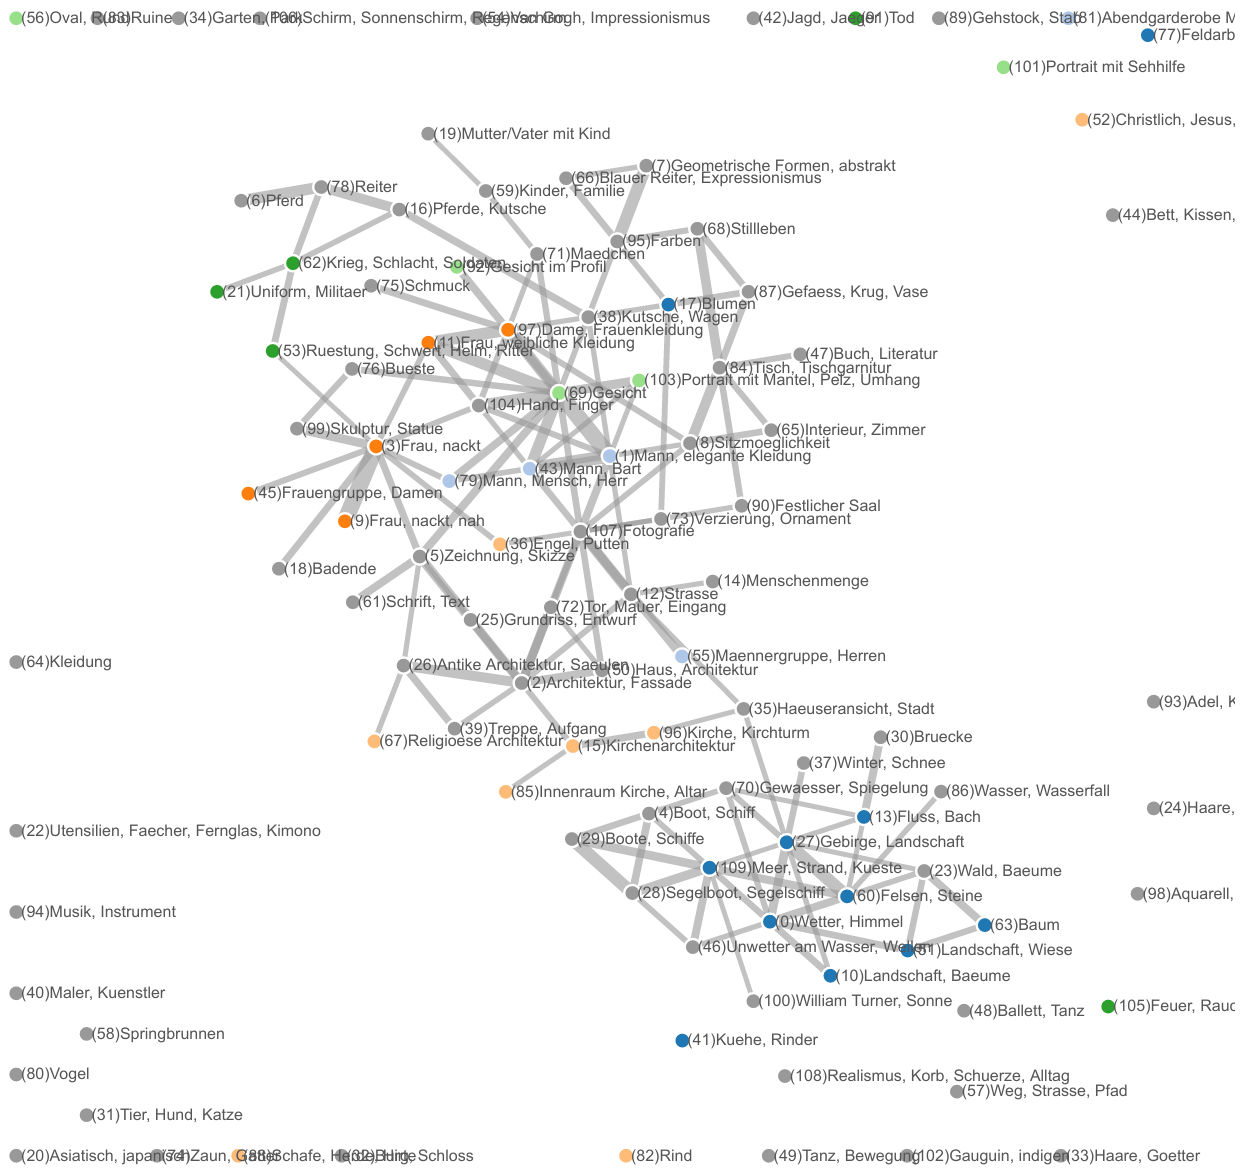 (56)Oval, Rund
(83)Ruine
(34)Garten, Park
(106)Schirm, Sonnenschirm, Regenschirm
(54)Van Gogh, Impressionismus
(42)Jagd, Jaeger
(91)Tod
(89)Gehstock, Stab
(81)Abendgarderobe M
(77)Feldarb
(101)Portrait mit Sehhilfe
(52)Christlich, Jesus,
(19)Mutter/Vater mit Kind
(7)Geometrische Formen, abstrakt
(66)Blauer Reiter, Expressionismus
(78)Reiter
(59)Kinder, Familie
(6)Pferd
(16)Pferde, Kutsche
(44)Bett, Kissen,
(68)Stillleben
(95)Farben
(71)Maedchen
(62)Krieg, Schlacht, Soldaten
(92)Gesicht im Profil
(75)Schmuck
(21)Uniform, Militaer
(87)Gefaess, Krug, Vase
(17)Blumen
(38)Kutsche, Wagen
(97)Dame, Frauenkleidung
(11)Frau, weibliche Kleidung
(53)Ruestung, Schwert, Helm, Ritter
(47)Buch, Literatur
(76)Bueste
(84)Tisch, Tischgarnitur
(103)Portrait mit Mantel, Pelz, Umhang
(69)Gesicht
(104)Hand, Finger
(99)Skulptur, Statue
(65)Interieur, Zimmer
(8)Sitzmoeglichkeit
(3)Frau, nackt
(1)Mann, elegante Kleidung
(43)Mann, Bart
(79)Mann, Mensch, Herr
(45)Frauengruppe, Damen
(90)Festlicher Saal
(9)Frau, nackt, nah
(73)Verzierung, Ornament
(107)Fotografie
(36)Engel, Putten
(5)Zeichnung, Skizze
(18)Badende
(14)Menschenmenge
(12)Strasse
(61)Schrift, Text
(72)Tor, Mauer, Eingang
(25)Grundriss, Entwurf
(55)Maennergruppe, Herren
(64)Kleidung
(26)Antike Architektur, Saeulen
(50)Haus, Architektur
(2)Architektur, Fassade
(93)Adel, K
(35)Haeuseransicht, Stadt
(39)Treppe, Aufgang
(96)Kirche, Kirchturm
(30)Bruecke
(67)Religioese Architektur
(15)Kirchenarchitektur
(37)Winter, Schnee
(70)Gewaesser, Spiegelung
(86)Wasser, Wasserfall
(85)Innenraum Kirche, Altar
(24)Haare,
(4)Boot, Schiff
(13)Fluss, Bach
(22)Utensilien, Faecher, Fernglas, Kimono
(29)Boote, Schiffe
(27)Gebirge, Landschaft
(109)Meer, Strand, Kueste
(23)Wald, Baeume
(28)Segelboot, Segelschiff
(60)Felsen, Steine
(98)Aquarell,
(94)Musik, Instrument
(0)Wetter, Himmel
(63)Baum
(46)Unwetter am Wasser, Wellen
(51)Landschaft, Wiese
(10)Landschaft, Baeume
(40)Maler, Kuenstler
(100)William Turner, Sonne
(105)Feuer, Rauc
(48)Ballett, Tanz
(58)Springbrunnen
(41)Kuehe, Rinder
(80)Vogel
(108)Realismus, Korb, Schuerze, Alltag
(57)Weg, Strasse, Pfad
(31)Tier, Hund, Katze
(20)Asiatisch, japanisch
(74)Zaun, Gatter
(88)Schafe, Herde, Hirte
(32)Burg, Schloss
(82)Rind
(49)Tanz, Bewegung
(102)Gauguin, indigen
(33)Haare, Goetter